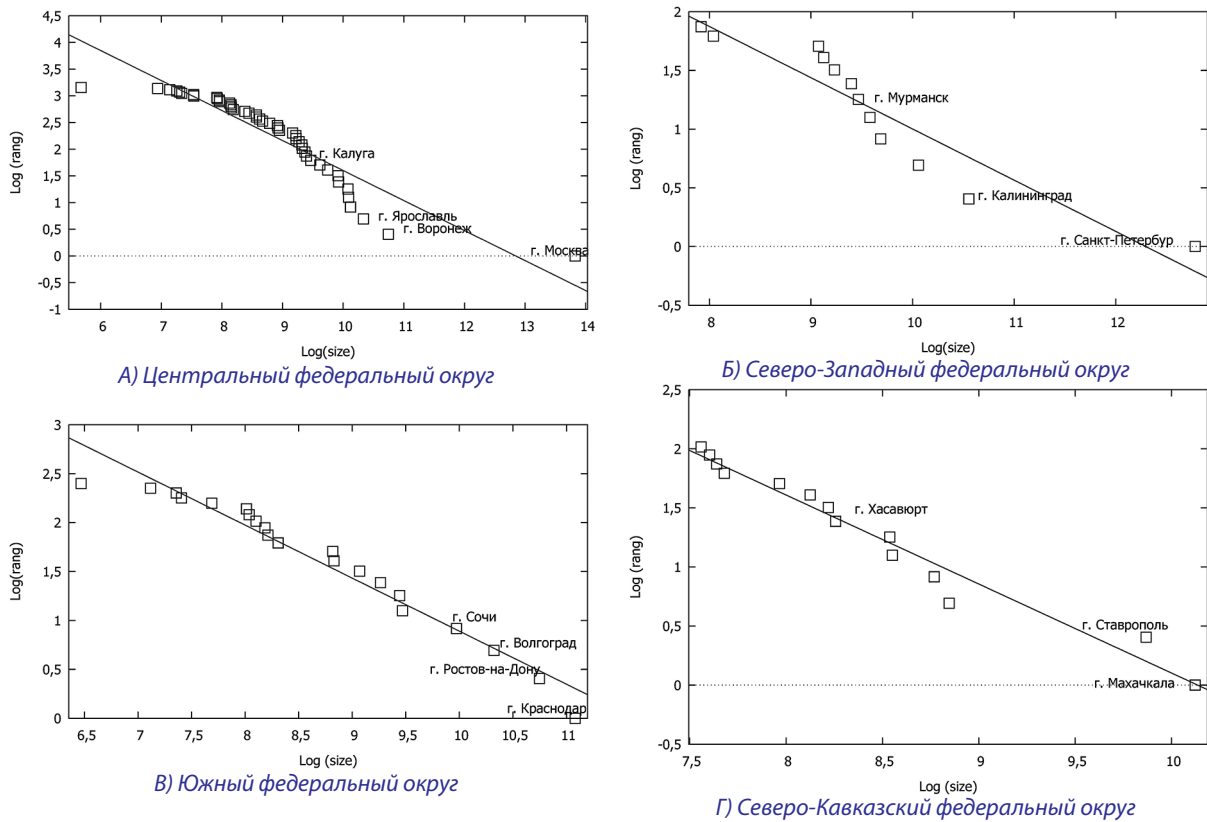 4,5
4
3,5
3
2,5
2
1,5
1
0,5
0
-0,5
-1
Log (rang)
г. Калуга
г. Ярославль
г. Воронеж
г. Москва
6 7 8 9 10 11 12 13 14
Log(size)
А) Центральный федеральный округ
2
1,5
1
0,5
0
-0,5
Log (rang)
г. Мурманск
г. Калининград
г. Санкт-Петербур
8 9 10 11 12
Log(size)
Б) Северо-Западный федеральный округ
3
2,5
2
1,5
1
0,5
0
Log(rang)
г. Сочи
г. Волгоград
г. Ростов-на-Дону
г. Краснодар
6,5 7 7,5 8 8,5 9 9,5 10 10,5 11
Log (size)
В) Южный федеральный округ
2,5
2
1,5
1
0,5
0
-0,5
Log (rang)
г. Хасавюрт
г. Ставрополь
г. Махачкала
7,5 8 8,5 9 9,5 10
Log (size)
Г) Северо-Кавказский федеральный округ